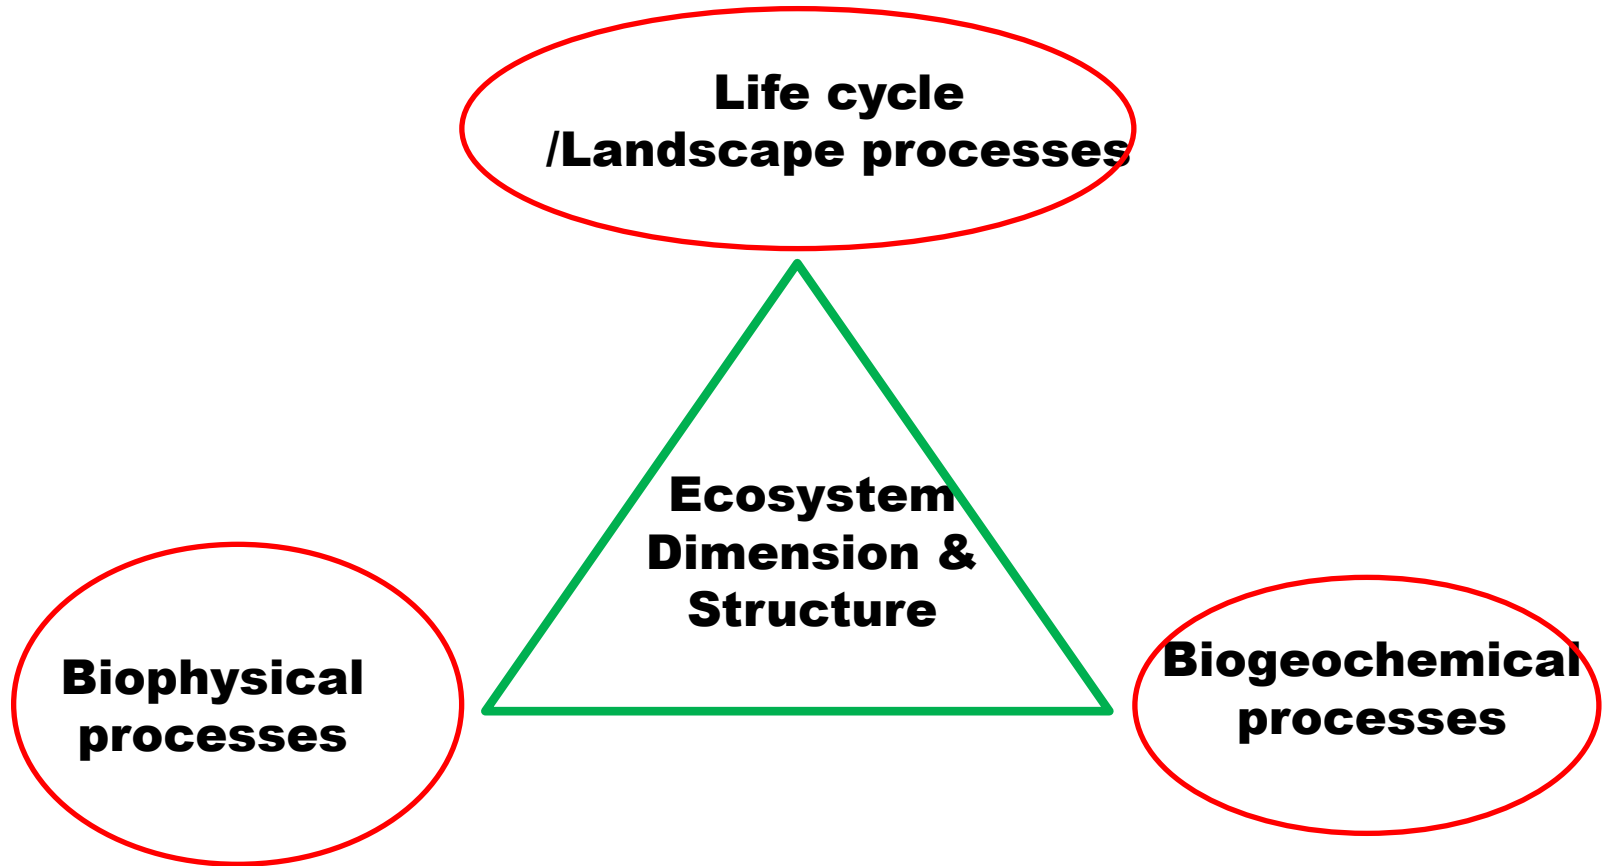 Life cycle
/Landscape processes
Ecosystem
Dimension &
Structure
Biophysical
processes
Biogeochemical
processes